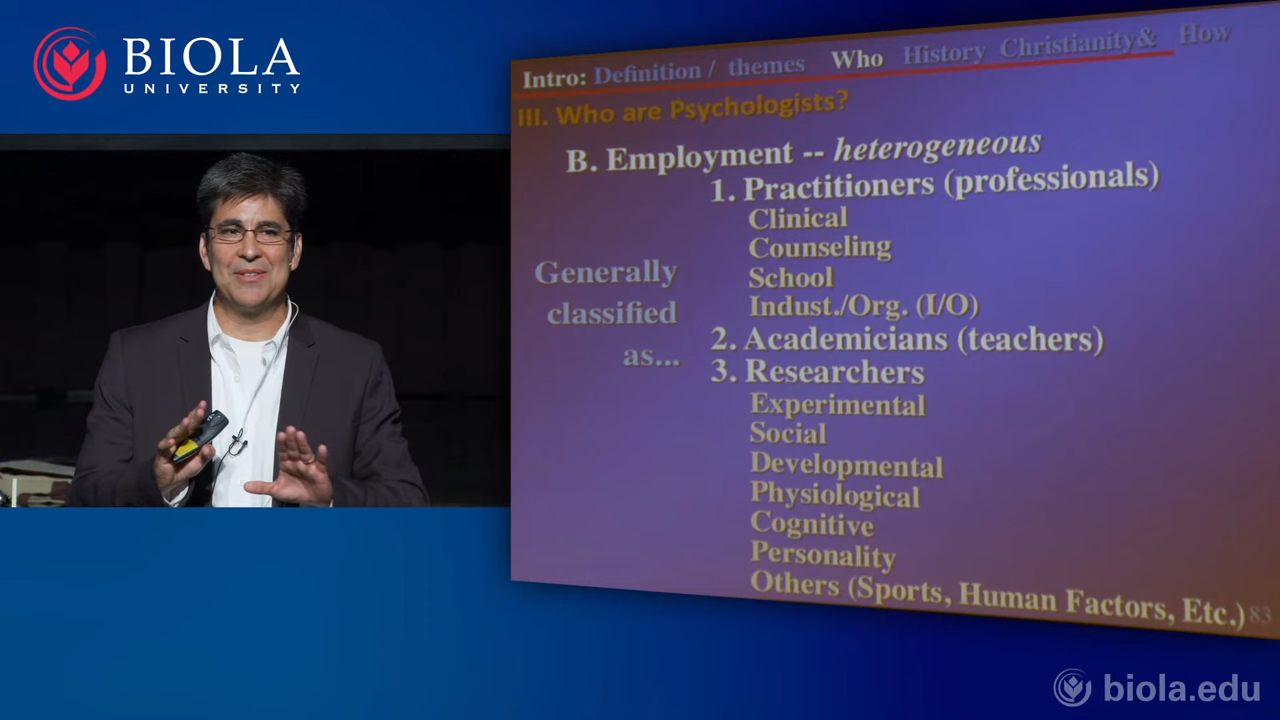 BIOLA
UNIVERSITY
Intro: Definition / themes Who History Christianity& How
III. Who are Psychologists?
B. Employment -- heterogeneous
1. Practitioners (professionals)
Clinical
Counseling
School
Indust./Org. (I/O)
Generally
classified
as...
2. Academicians (teachers)
3. Researchers
Experimental
Social
Developmental
Physiological
Cognitive
Personality
Others (Sports, Human Factors, Etc.) 83
biola.edu